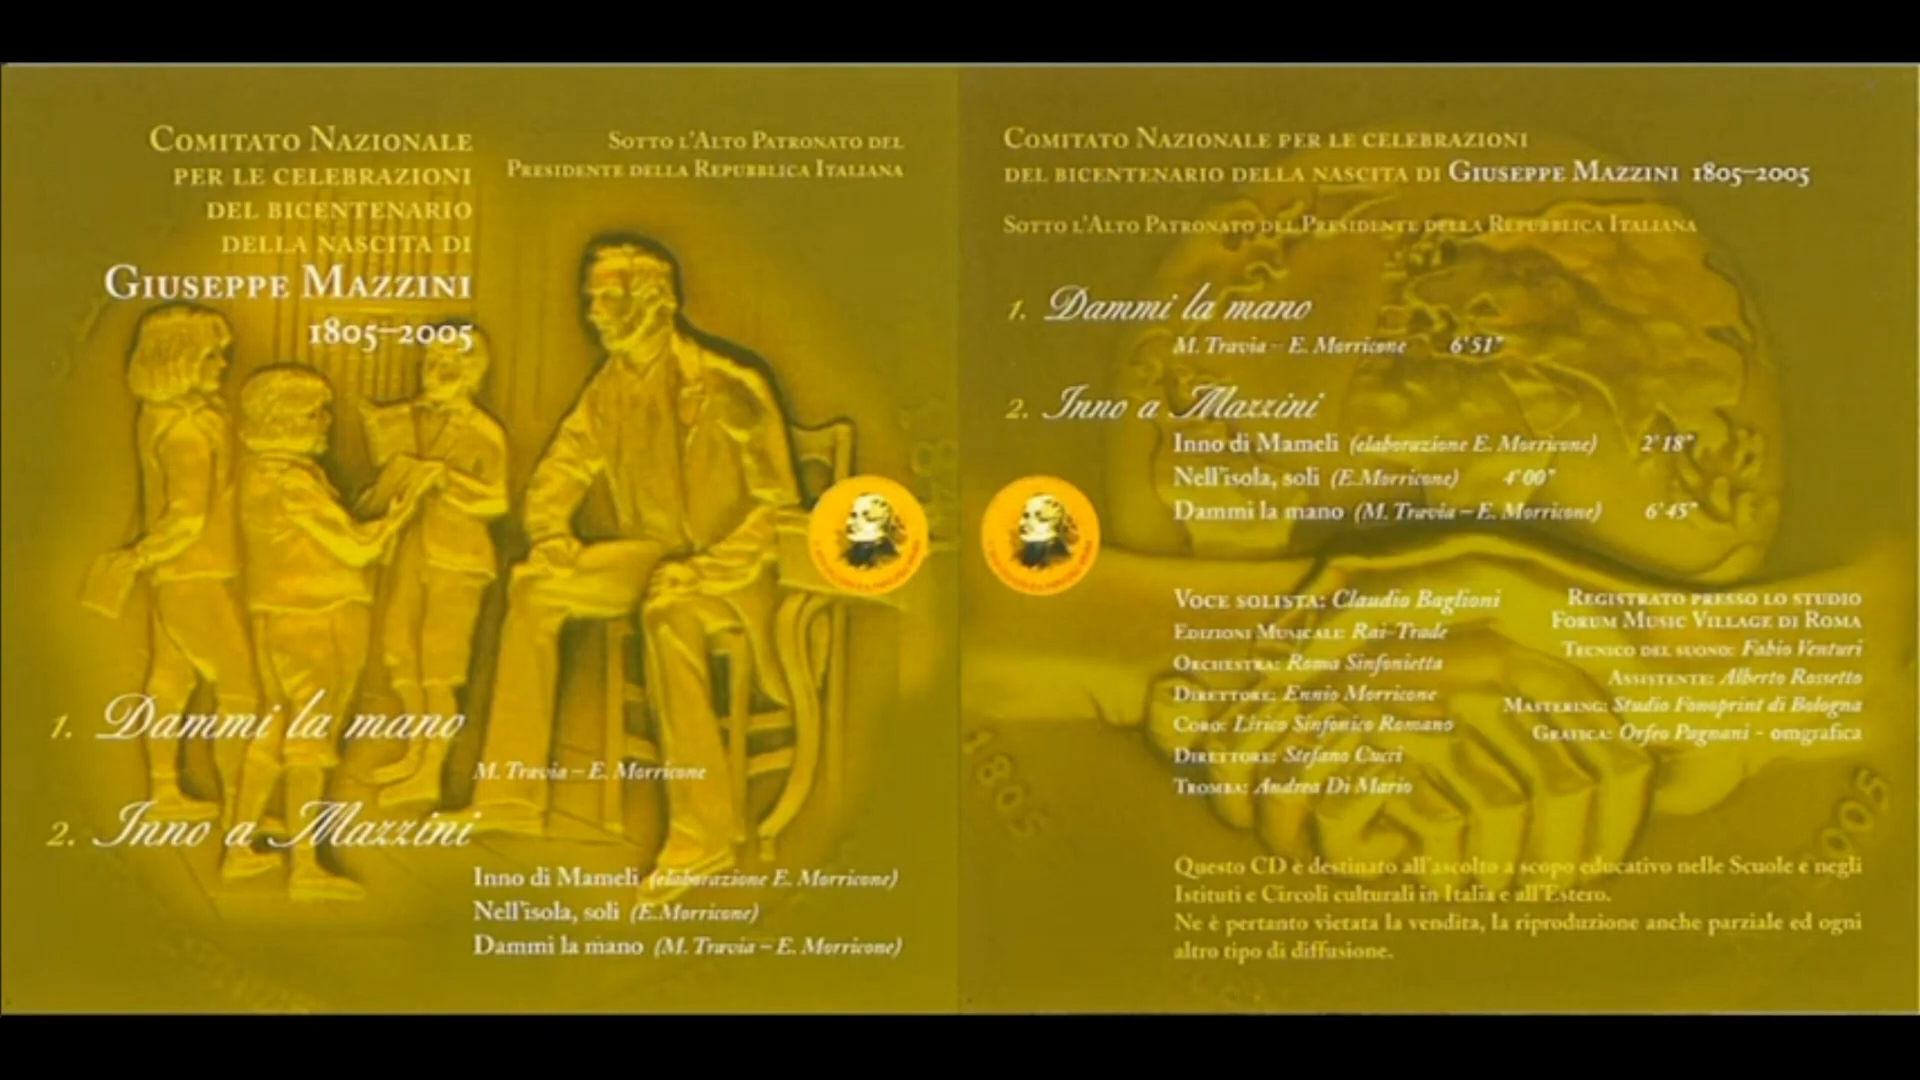 Comitato Nazionale
per le celebrazioni
del bicentenario
della nascita di
Giuseppe Mazzini
1805–2005
Sotto l'Alto Patronato del
Presidente della Repubblica Italiana
1. Dammi la mano
M. Travia – E. Morricone
2. Inno a Mazzini
Inno di Mameli (elaborazione E. Morricone)
Nell'isola, soli (E.Morricone)
Dammi la mano (M. Travia – E. Morricone)
Comitato Nazionale per le celebrazioni
del bicentenario della nascita di Giuseppe Mazzini 1805–2005
Sotto l'Alto Patronato del Presidente della Repubblica Italiana
1. Dammi la mano
M. Travia – E. Morricone 6'51"
2. Inno a Mazzini
Inno di Mameli (elaborazione E. Morricone) 2'18"
Nell'isola, soli (E.Morricone) 4'00"
Dammi la mano (M. Travia – E. Morricone) 6'45"
Voce solista: Claudio Baglioni
Edizioni Musicali: Rai-Trade
Orchestra: Roma Sinfonietta
Direttore: Ennio Morricone
Coro: Lirico Sinfonico Romano
Direttore: Stefano Cucci
Tromba: Andrea Di Mario
Registrato presso lo studio
Forum Music Village di Roma
Tecnico del suono: Fabio Venturi
Assistente: Alberto Rossetto
Mastering: Studio Fonoprint di Bologna
Grafica: Orfeo Pagnani - omgrafica
1805
2005
Questo CD è destinato all'ascolto a scopo educativo nelle Scuole e negli
Istituti e Circoli culturali in Italia e all'Estero.
Ne è pertanto vietata la vendita, la riproduzione anche parziale ed ogni
altro tipo di diffusione.